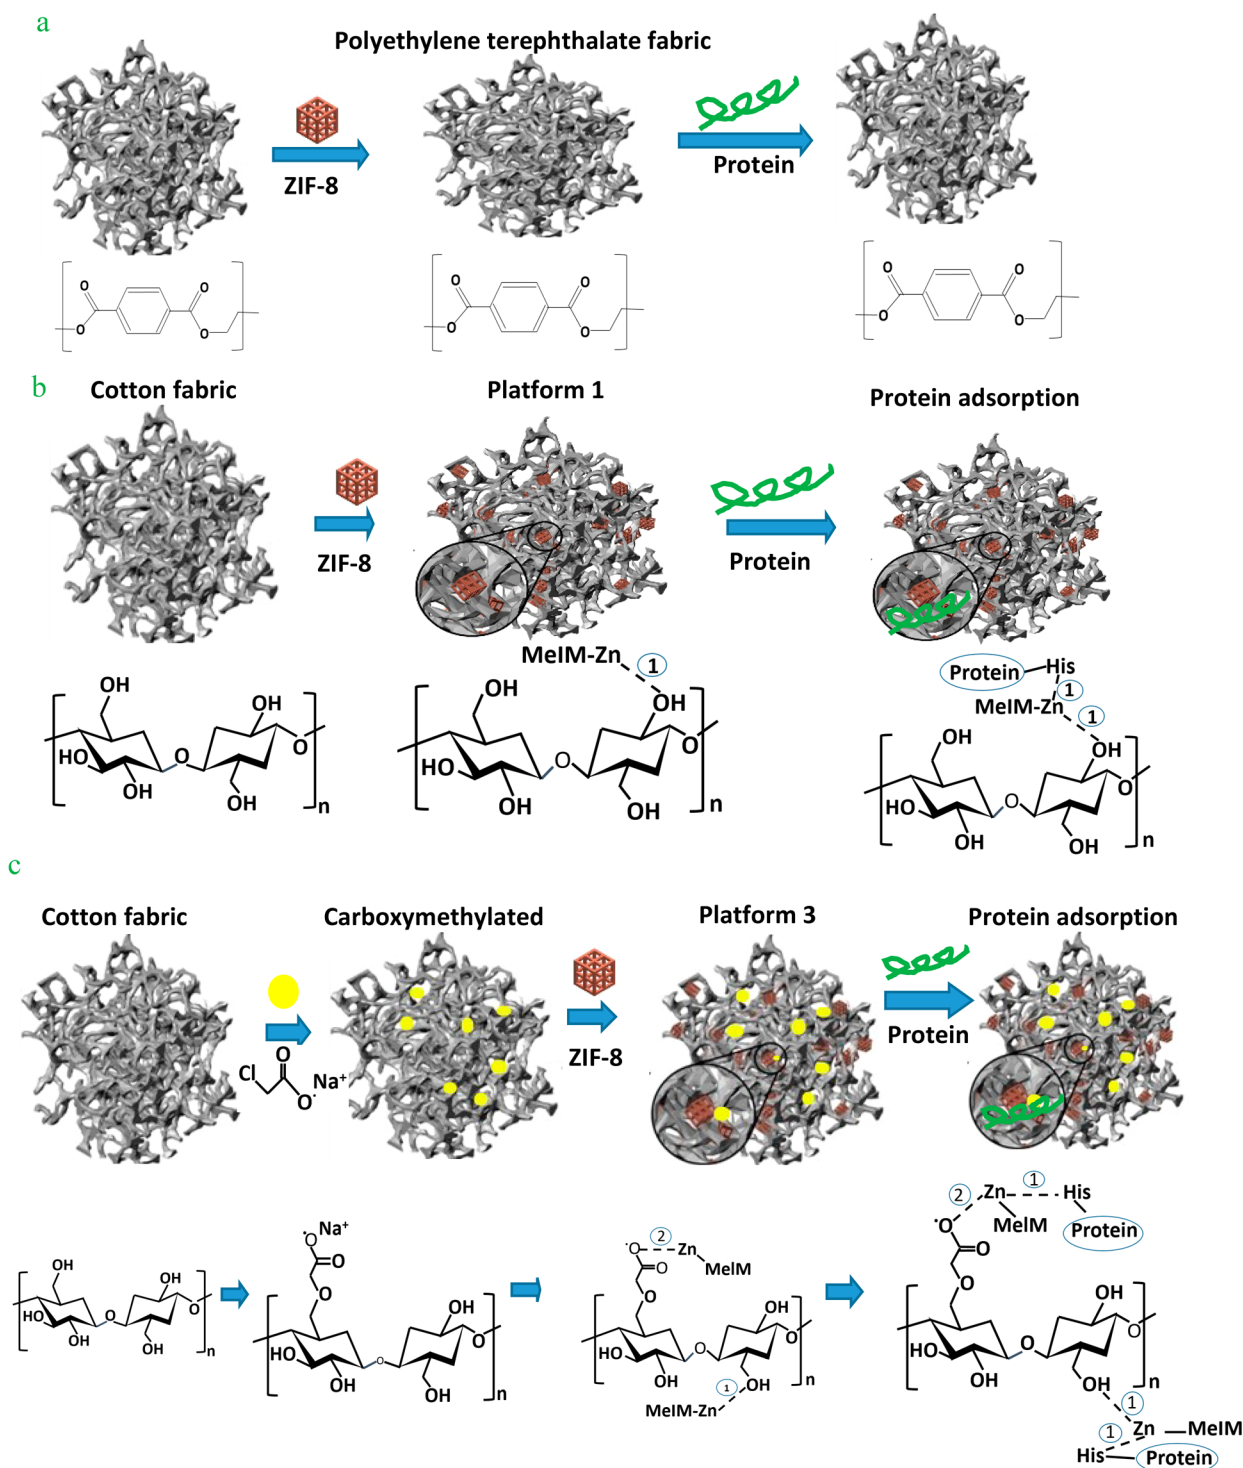 a
Polyethylene terephthalate fabric
ZIF-8
Protein
O
O
O
O
O
O
O
O
O
O
O
O
b
Cotton fabric
Platform 1
Protein adsorption
ZIF-8
Protein
MeIM-Zn
1
Protein
His
1
MeIM-Zn
1
OH
OH
HO
OH
O
OH
O
n
OH
OH
HO
OH
O
OH
O
n
OH
OH
HO
OH
O
OH
O
n
c
Cotton fabric
Carboxymethylated
Platform 3
Protein adsorption
ZIF-8
Protein
Cl
O
O
Na+
OH
OH
HO
OH
O
OH
O
n
O
Na+
O
O
OH
HO
OH
O
OH
O
n
O
2
Zn
MeIM
O
O
OH
HO
OH
O
OH
O
n
1
MeIM-Zn
2
Zn
1
His
MeIM
Protein
O
O
O
OH
HO
OH
O
OH
O
n
1
1
Zn
MeIM
His
Protein